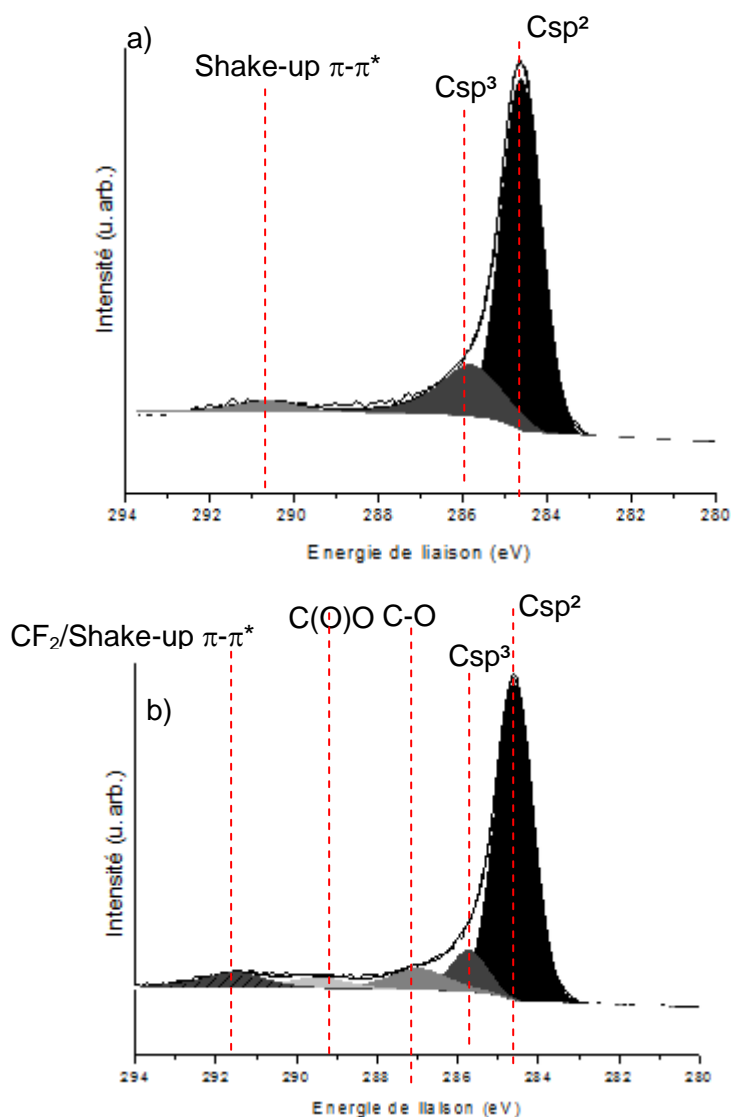 a)
Csp²
Shake-up π-π*
Csp³
Intensité (u. arb.)
294 292 290 288 286 284 282 280
Energie de liaison (eV)
CF₂/Shake-up π-π*
C(O)O C-O
Csp³
Csp²
b)
Intensité (u. arb.)
294 292 290 288 286 284 282 280
Energie de liaison (eV)